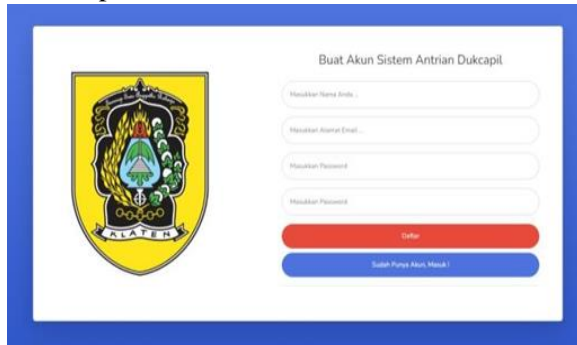 KLATEN
Buat Akun Sistem Antrian Dukcapil
Masukkan Nama Anda...
Masukkan Alamat Email...
Masukkan Password
Masukkan Password
Daftar
Sudah Punya Akun, Masuk !